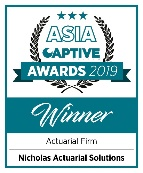 ASIA
CAPTIVE
AWARDS 2019
Winner
Actuarial Firm
Nicholas Actuarial Solutions